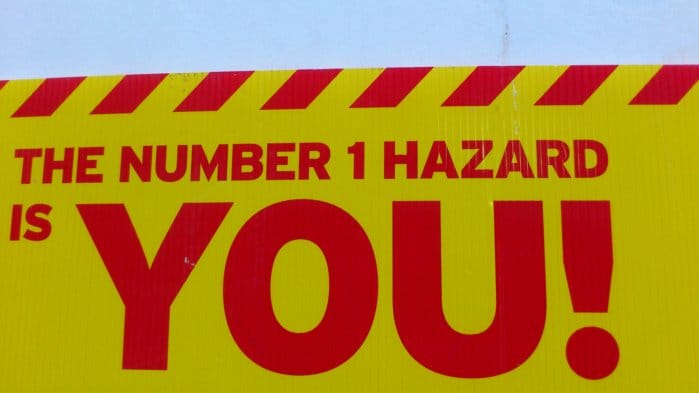 THE NUMBER 1 HAZARD
IS YOU!